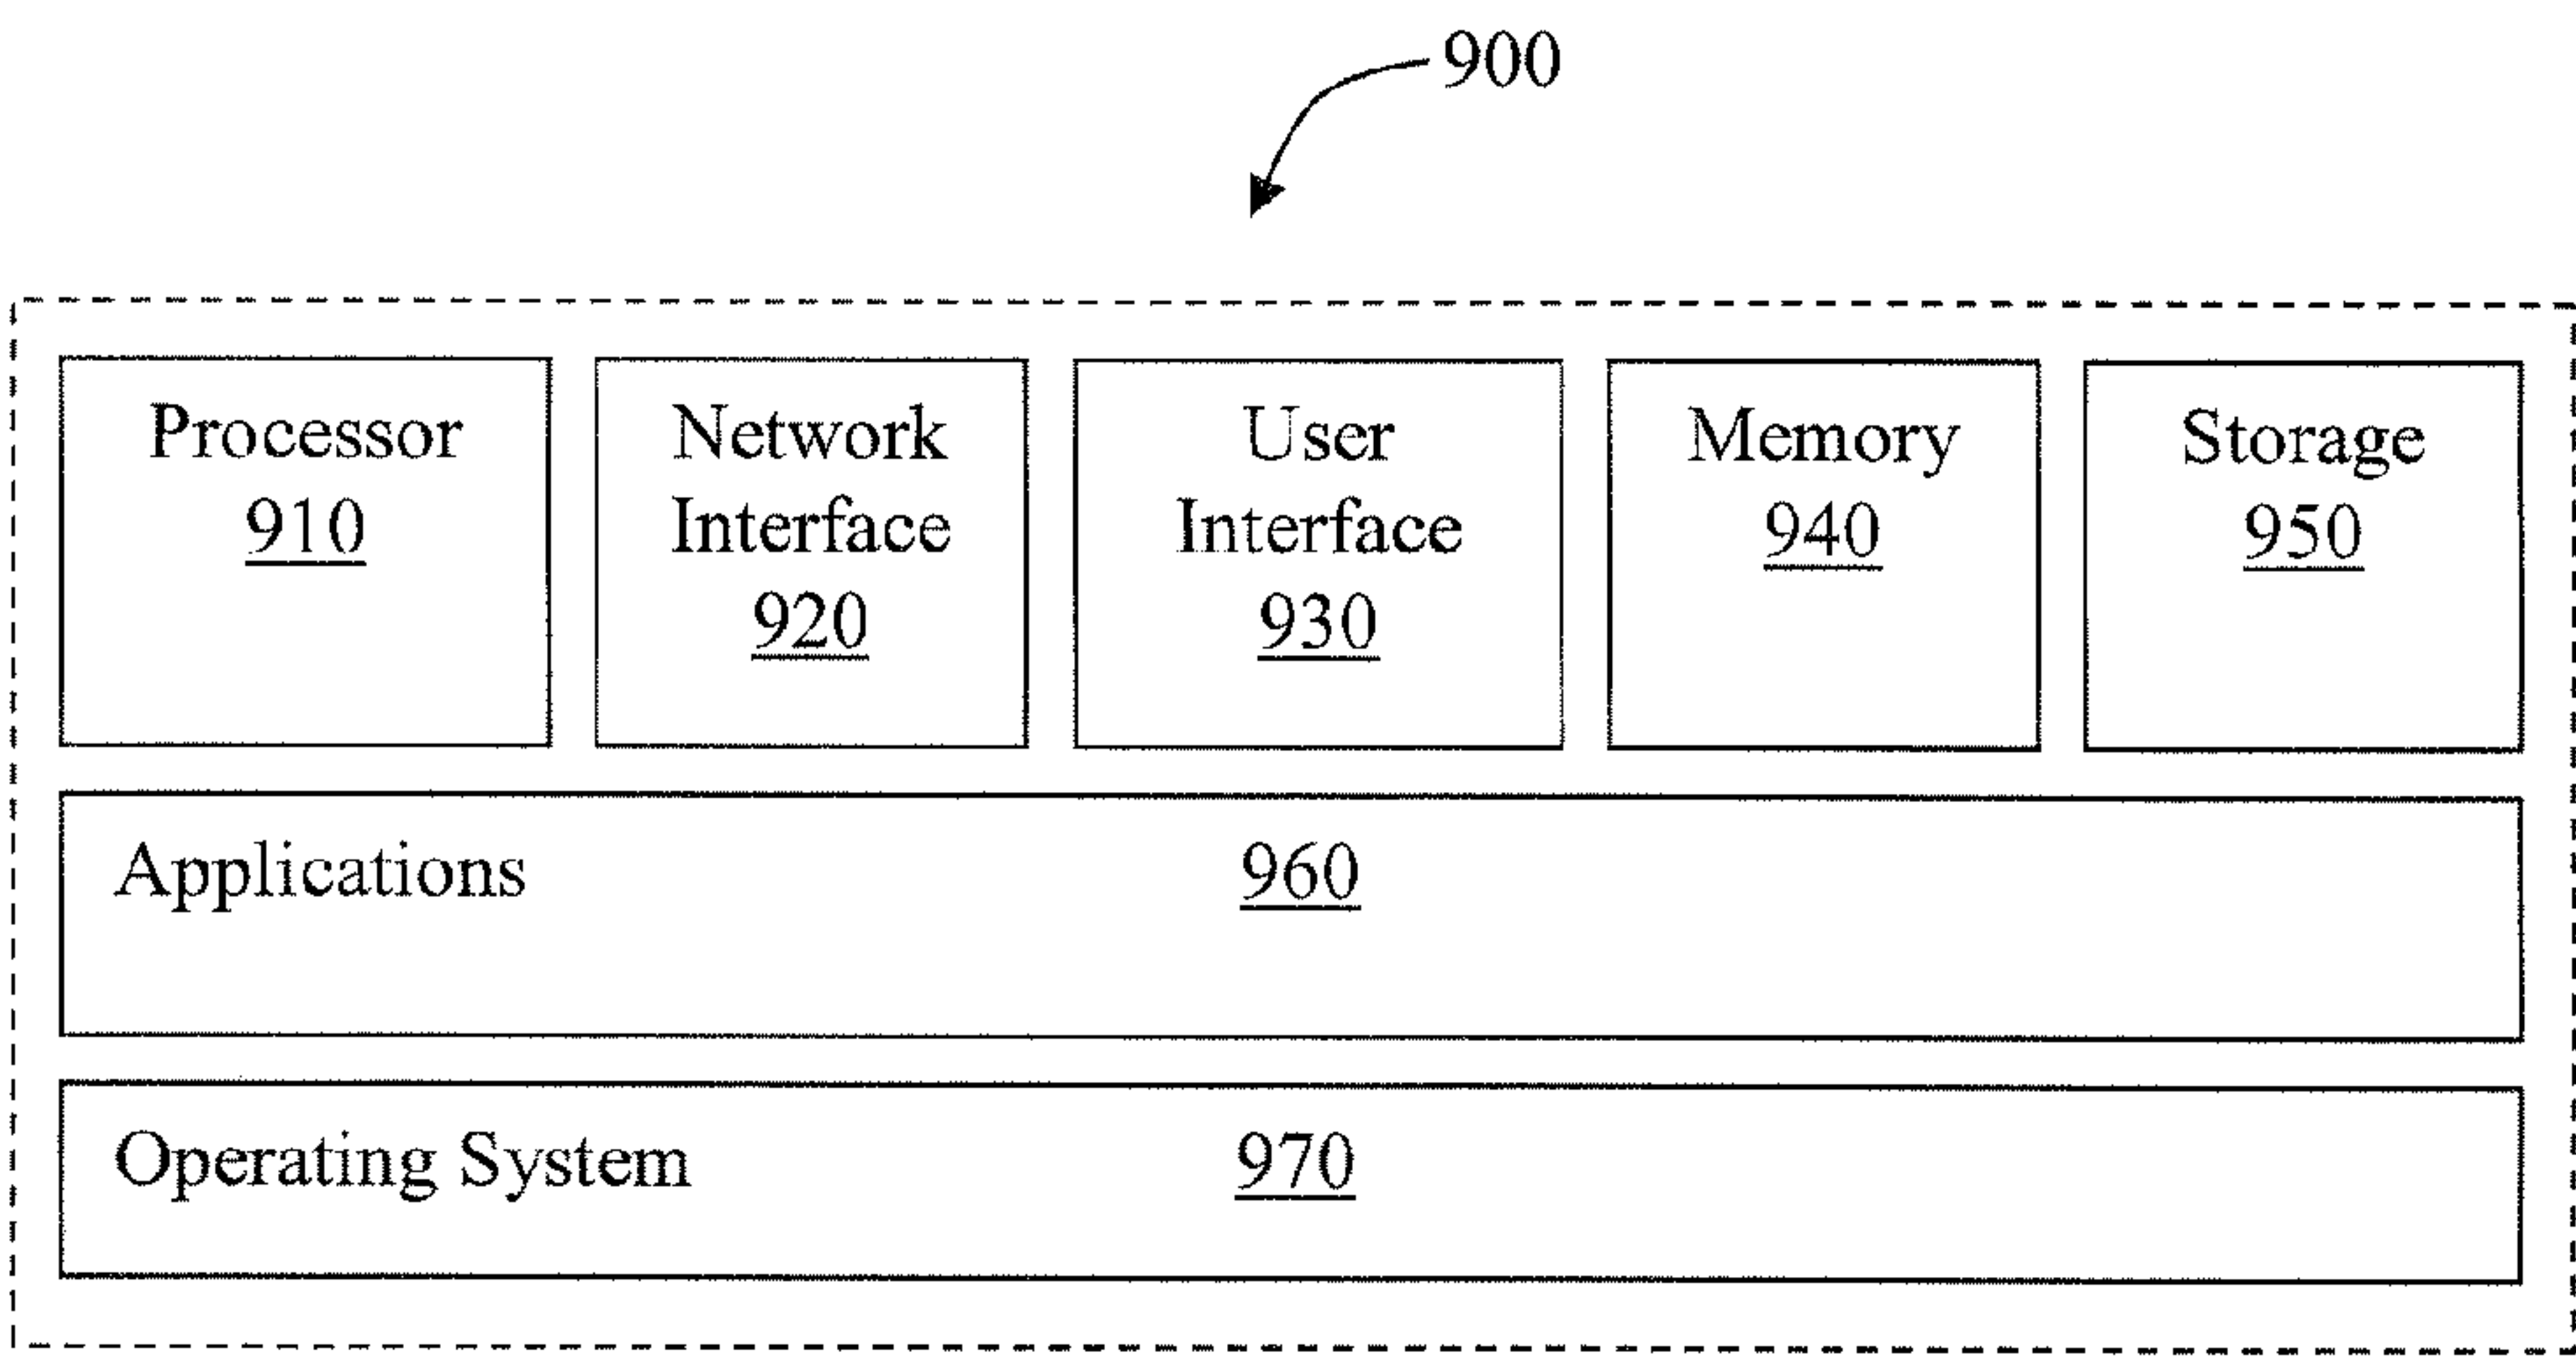 900
Processor
910
Network
Interface
920
User
Interface
930
Memory
940
Storage
950
Applications 960
Operating System 970